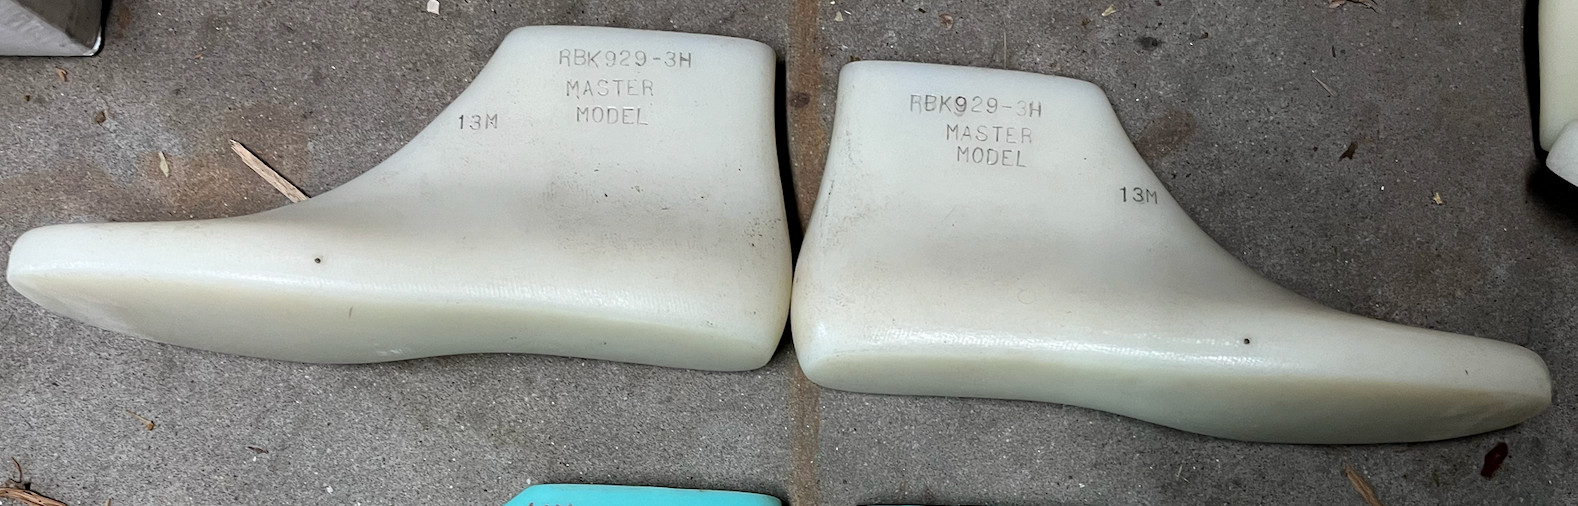 RBK929-3H
MASTER
MODEL
13M
RBK929-3H
MASTER
MODEL
13M